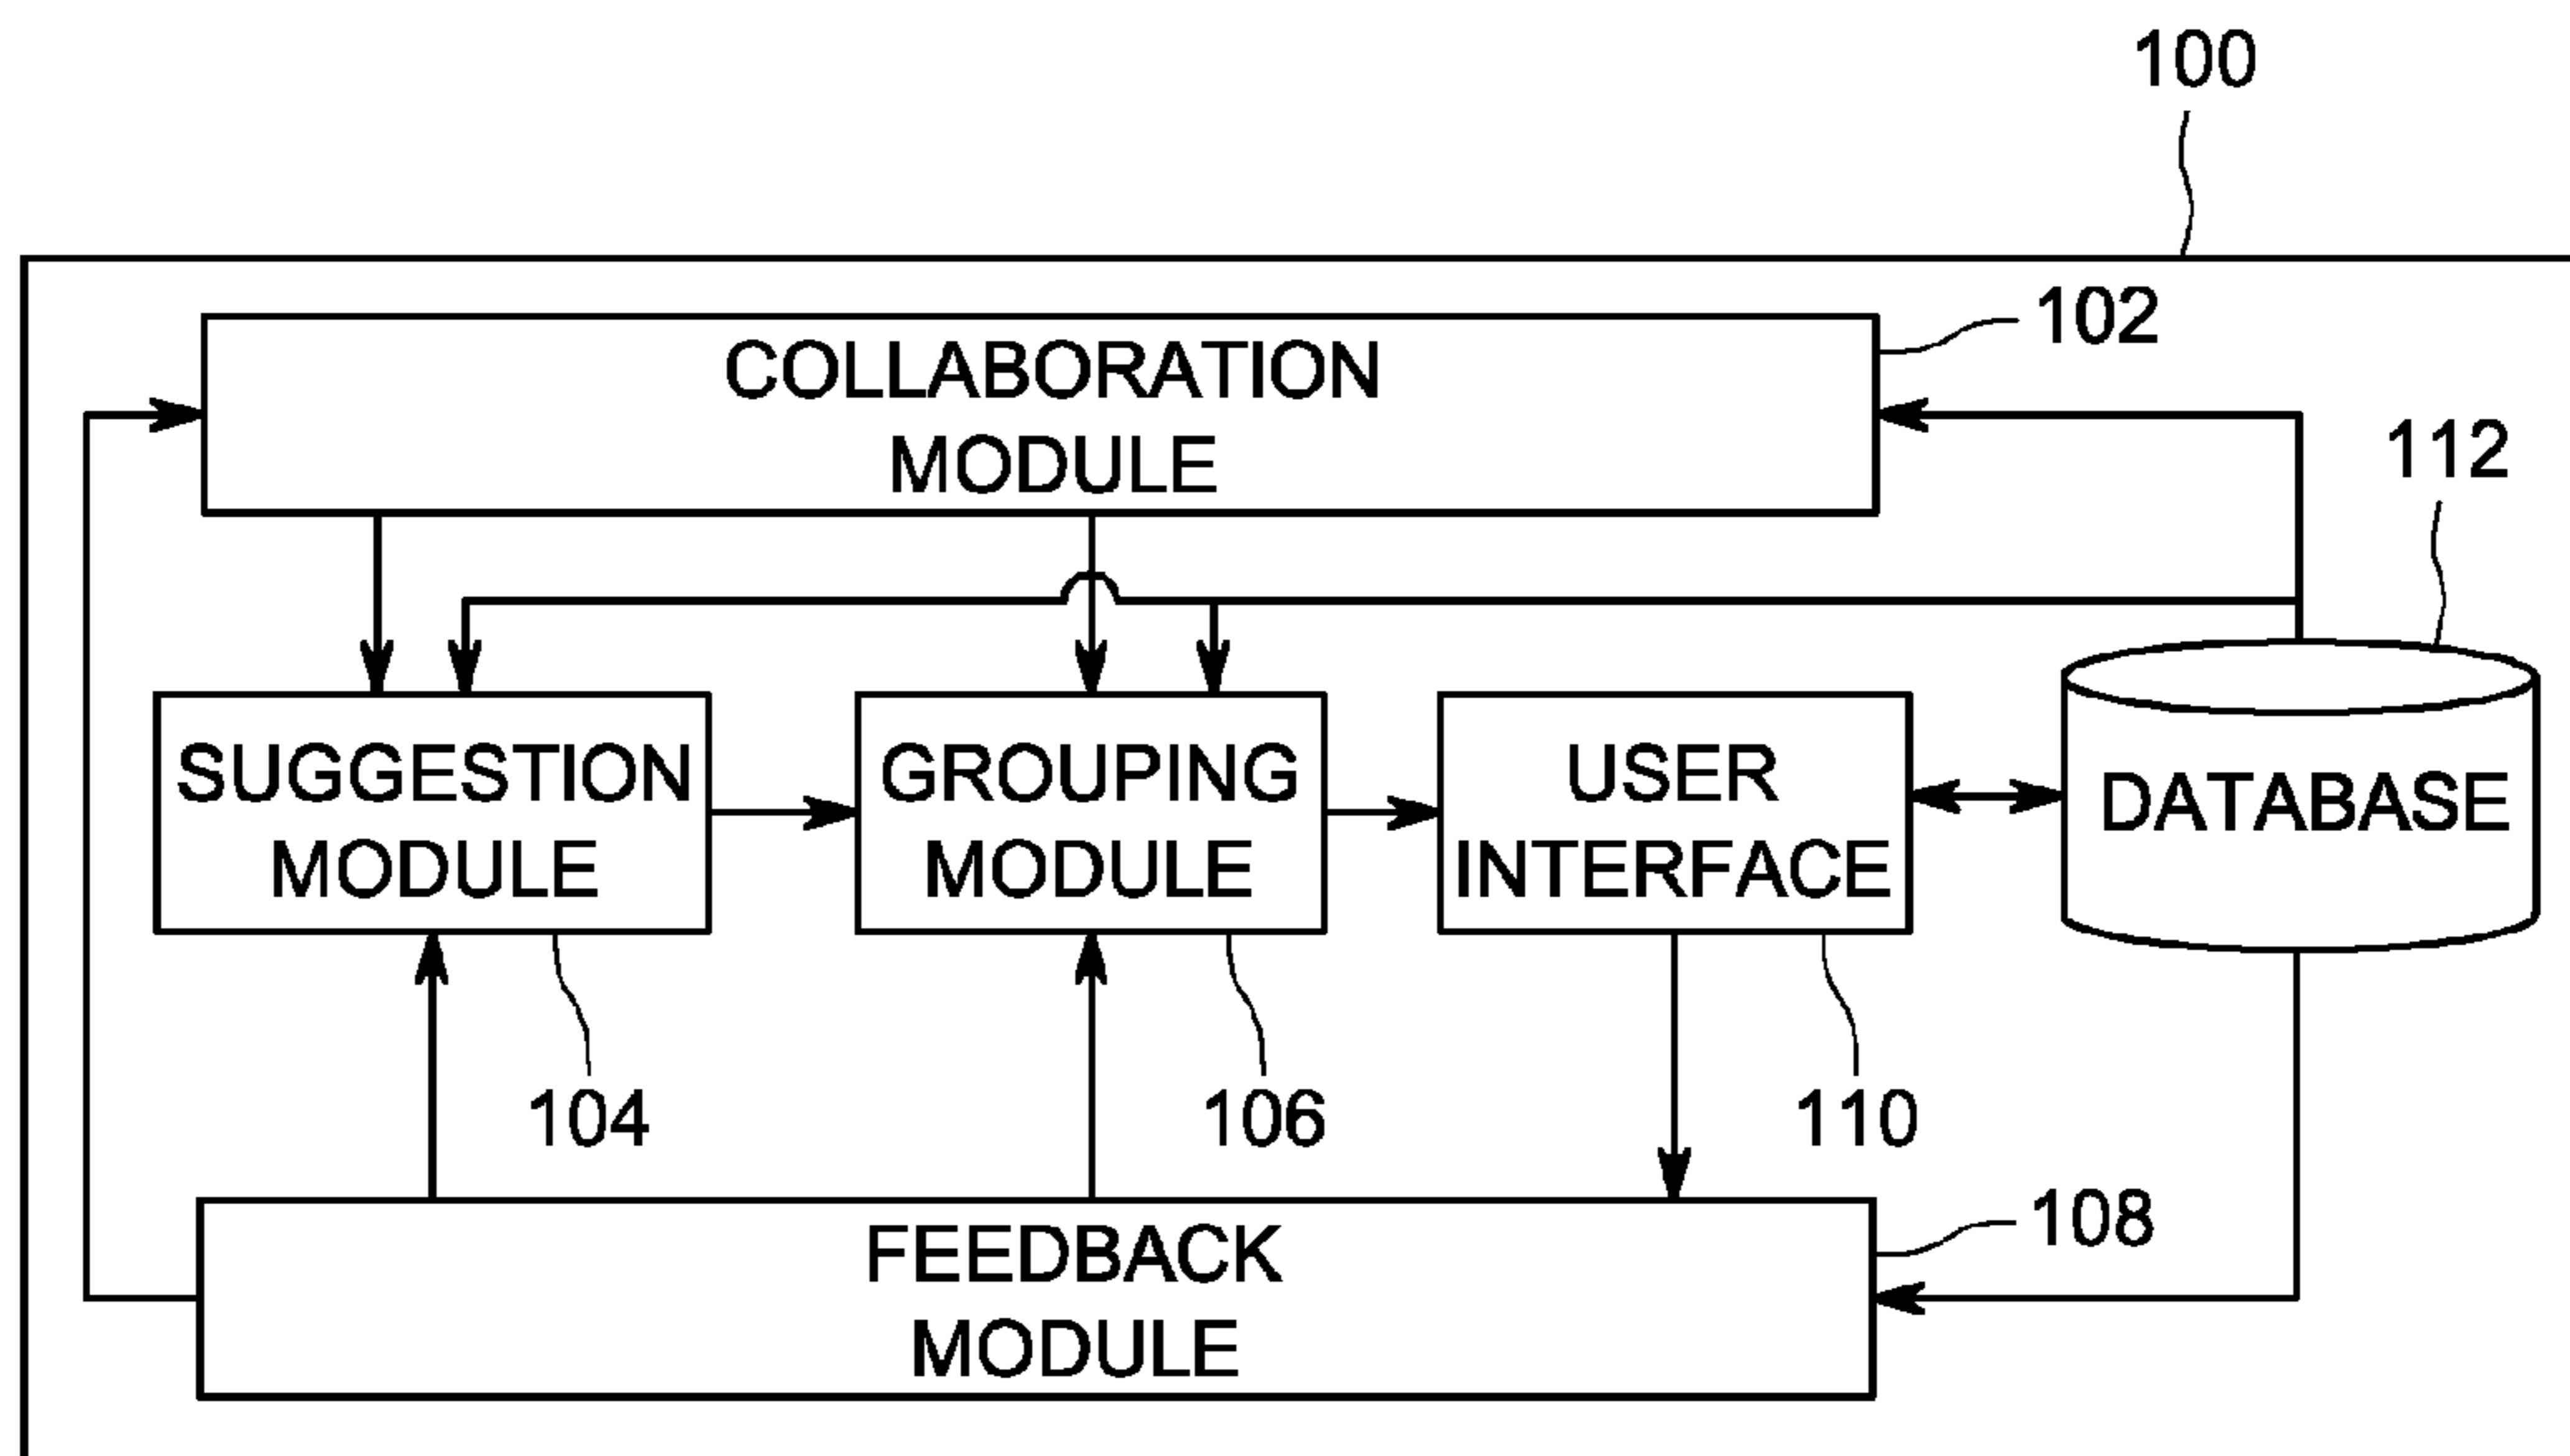 100
COLLABORATION
MODULE
102
112
SUGGESTION
MODULE
GROUPING
MODULE
USER
INTERFACE
DATABASE
104
106
110
FEEDBACK
MODULE
108